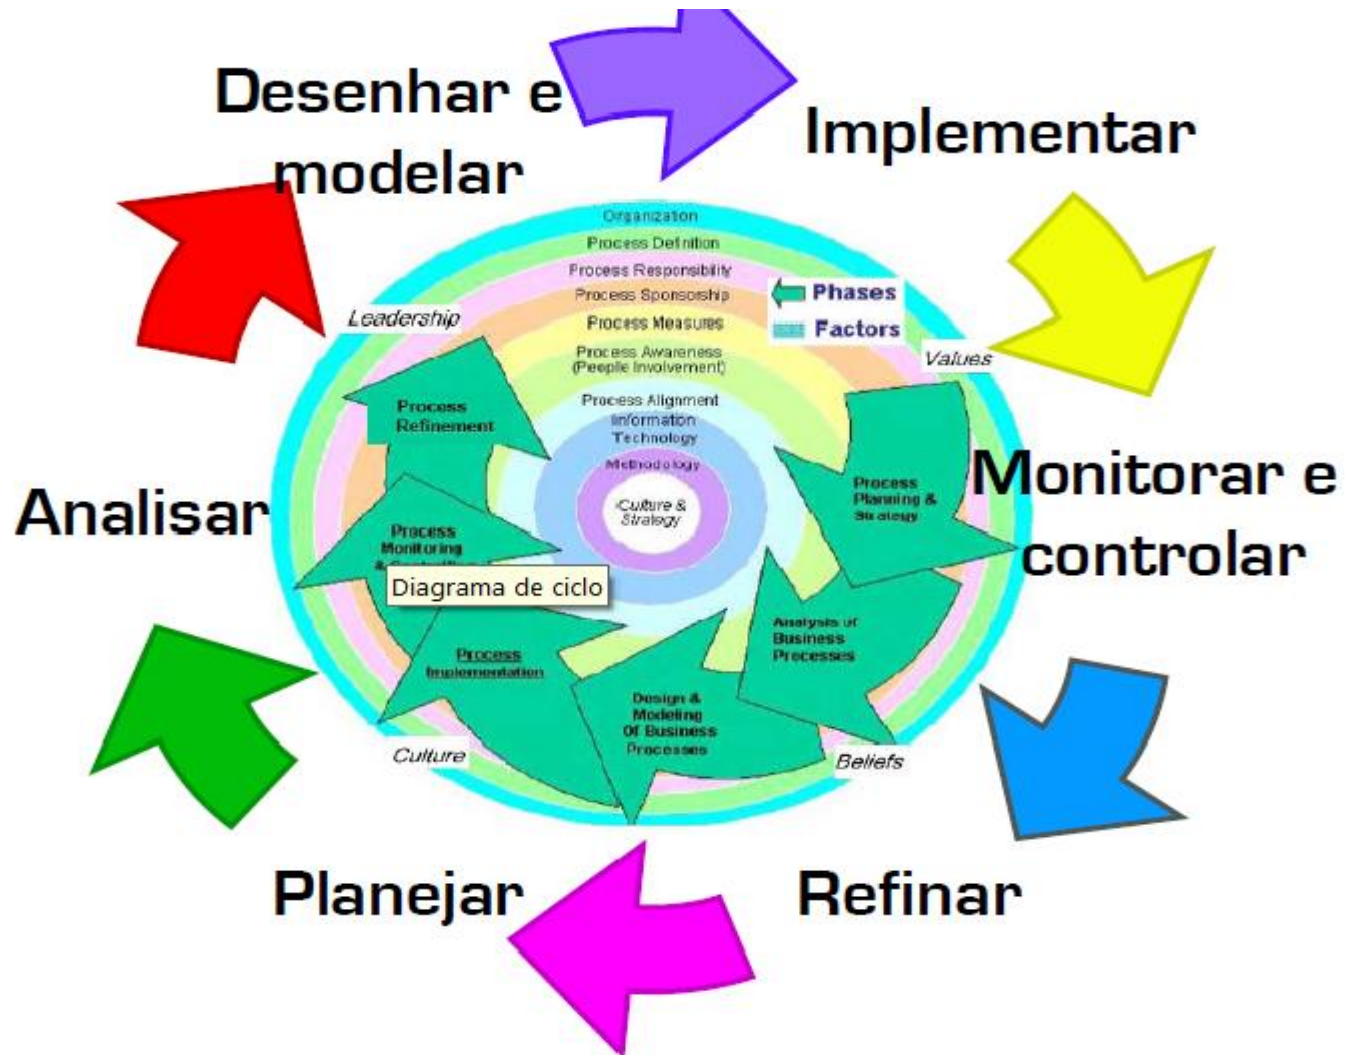 Desenhar e
modelar
Implementar
Organization
Process Definition
Process Responsibility
Process Sponsorship
Process Measures
Process Awareness
(People Involvement)
Process Alignment
Information
Technology
Methodology
Culture &
Strategy
Phases
Factors
Leadership
Values
Process
Refinement
Process
Planning &
Strategy
Monitorar e
controlar
Analisar
Process
Monitoring
Diagrama de ciclo
Analysis of
Business
Processes
Process
Implementation
Design &
Modeling
Of Business
Processes
Culture
Beliefs
Planejar
Refinar